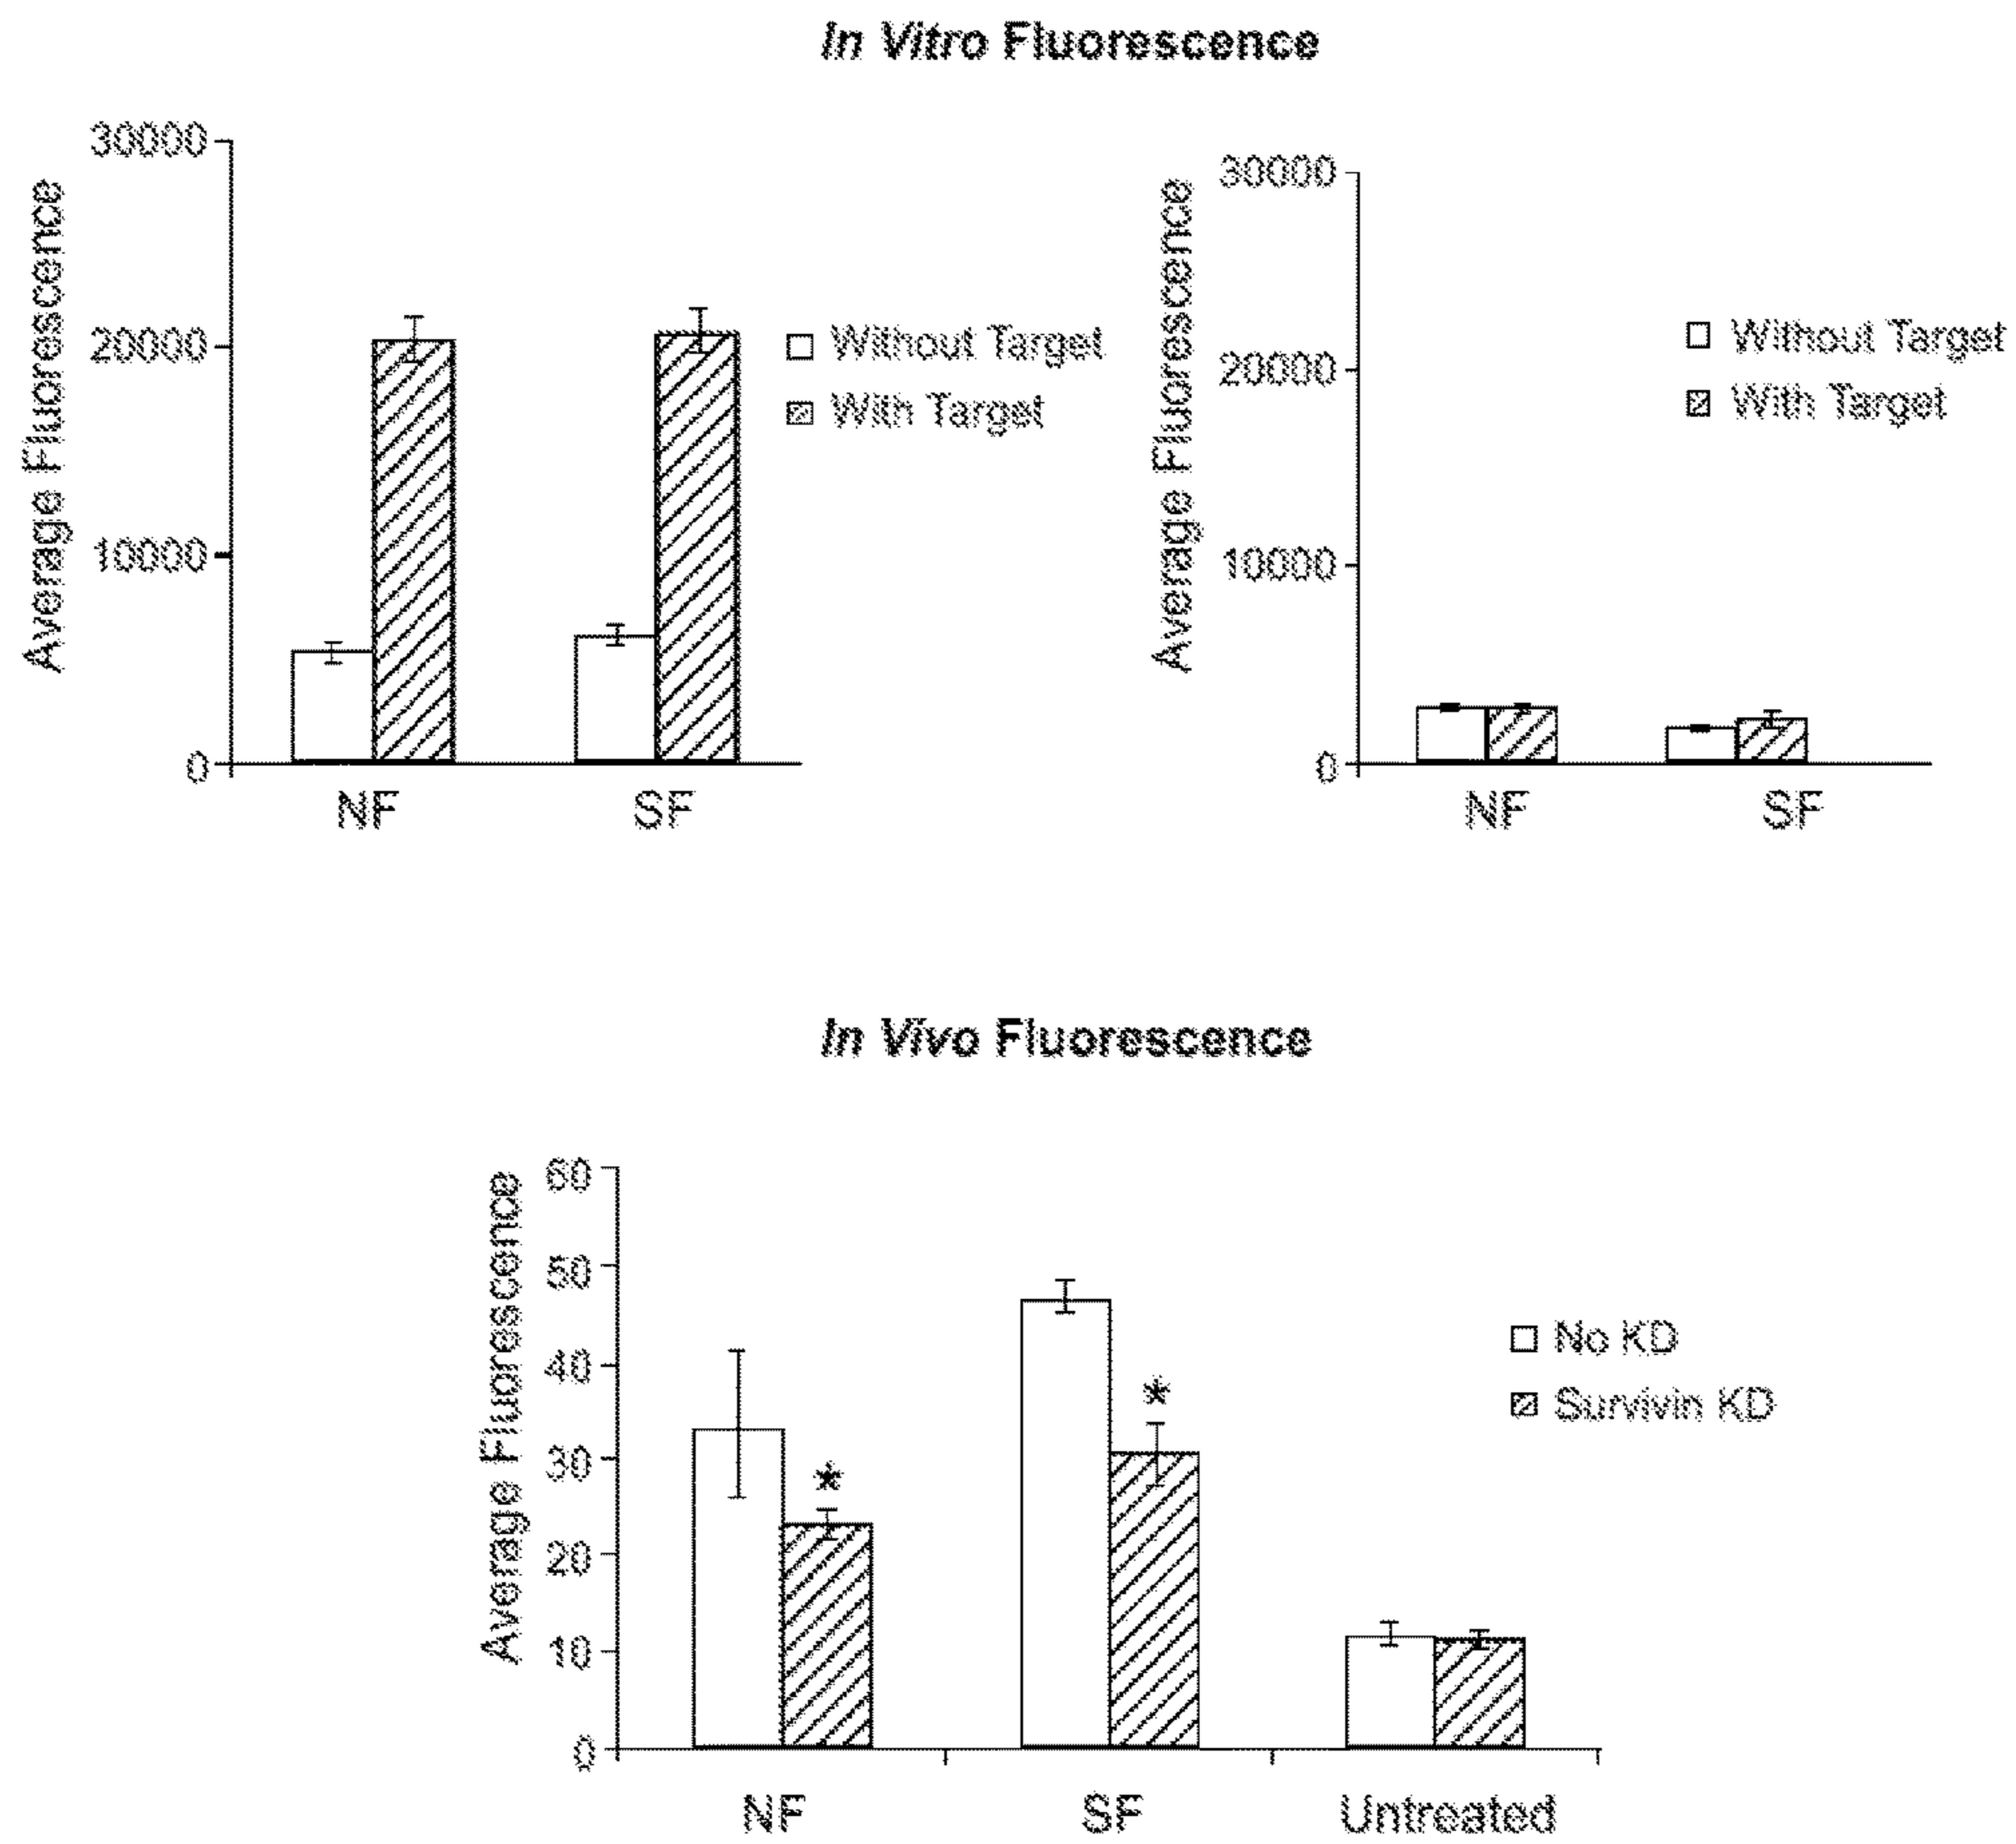 In Vitro Fluorescence
Average Fluorescence
30000
20000
10000
0
NF SF
Without Target
With Target
Average Fluorescence
30000
20000
10000
0
NF SF
Without Target
With Target
In Vivo Fluorescence
Average Fluorescence
60
50
40
30
20
10
0
*
*
NF SF Untreated
No KD
Survivin KD